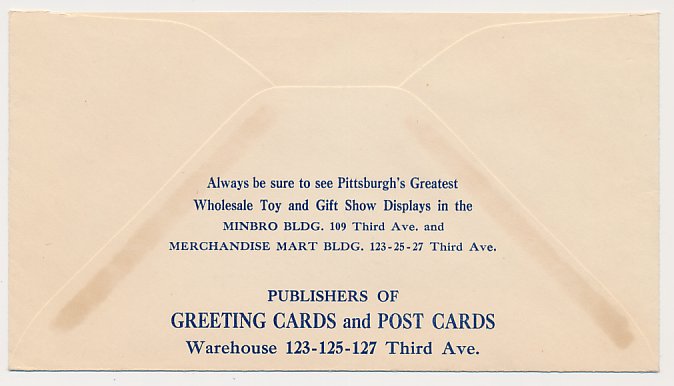 Always be sure to see Pittsburgh's Greatest
Wholesale Toy and Gift Show Displays in the
MINBRO BLDG. 109 Third Ave. and
MERCHANDISE MART BLDG. 123-25-27 Third Ave.
PUBLISHERS OF
GREETING CARDS and POST CARDS
Warehouse 123-125-127 Third Ave.